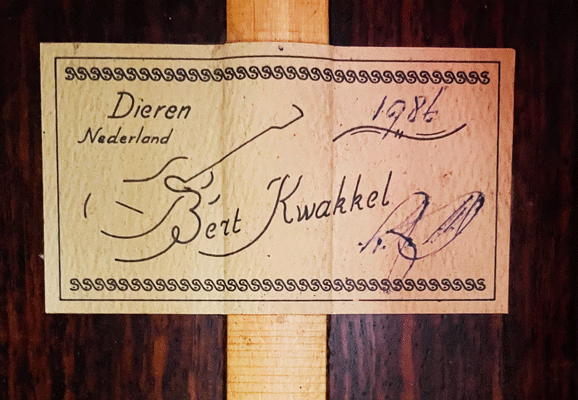 Dieren
Nederland
1986
Bert Kwakkel